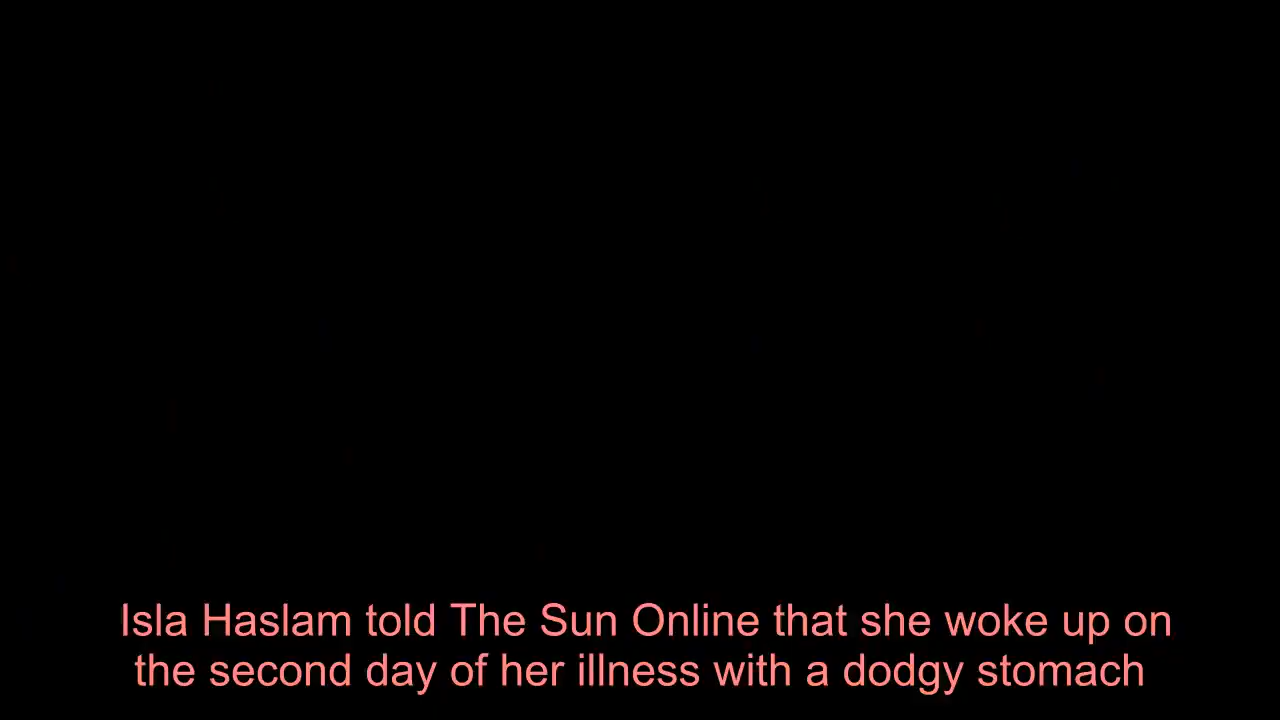 Isla Haslam told The Sun Online that she woke up on
the second day of her illness with a dodgy stomach